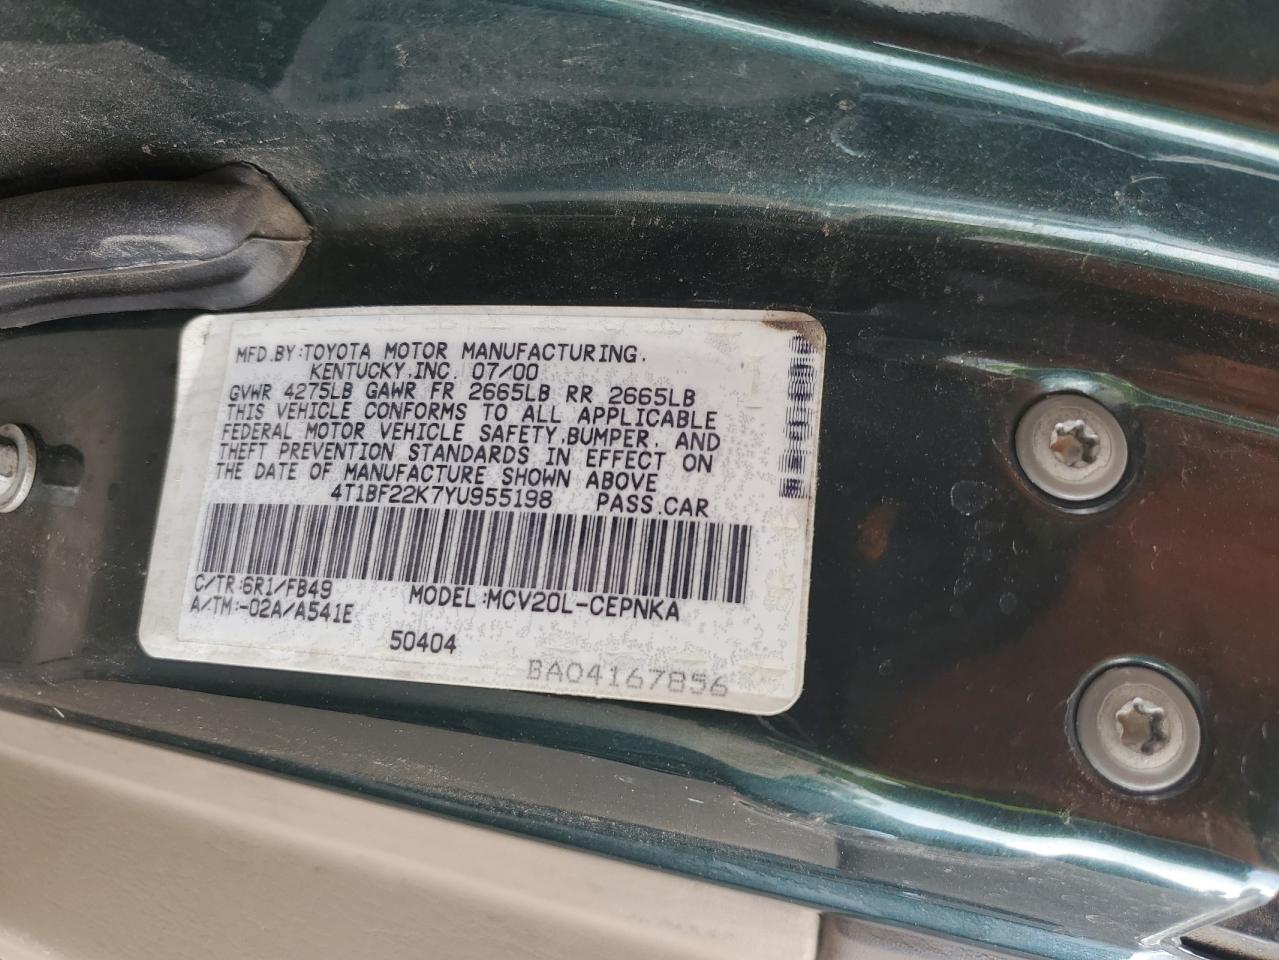 MFD.BY:TOYOTA MOTOR MANUFACTURING,
KENTUCKY,INC. 07/00
GVWR 4275LB GAWR FR 2665LB RR 2665LB
THIS VEHICLE CONFORMS TO ALL APPLICABLE
FEDERAL MOTOR VEHICLE SAFETY,BUMPER, AND
THEFT PREVENTION STANDARDS IN EFFECT ON
THE DATE OF MANUFACTURE SHOWN ABOVE
4T1BF22K7YU955198 PASS.CAR
C/TR:6R1/FB49 MODEL:MCV20L-CEPNKA
A/TM:-02A/A541E
50404
BA04167856